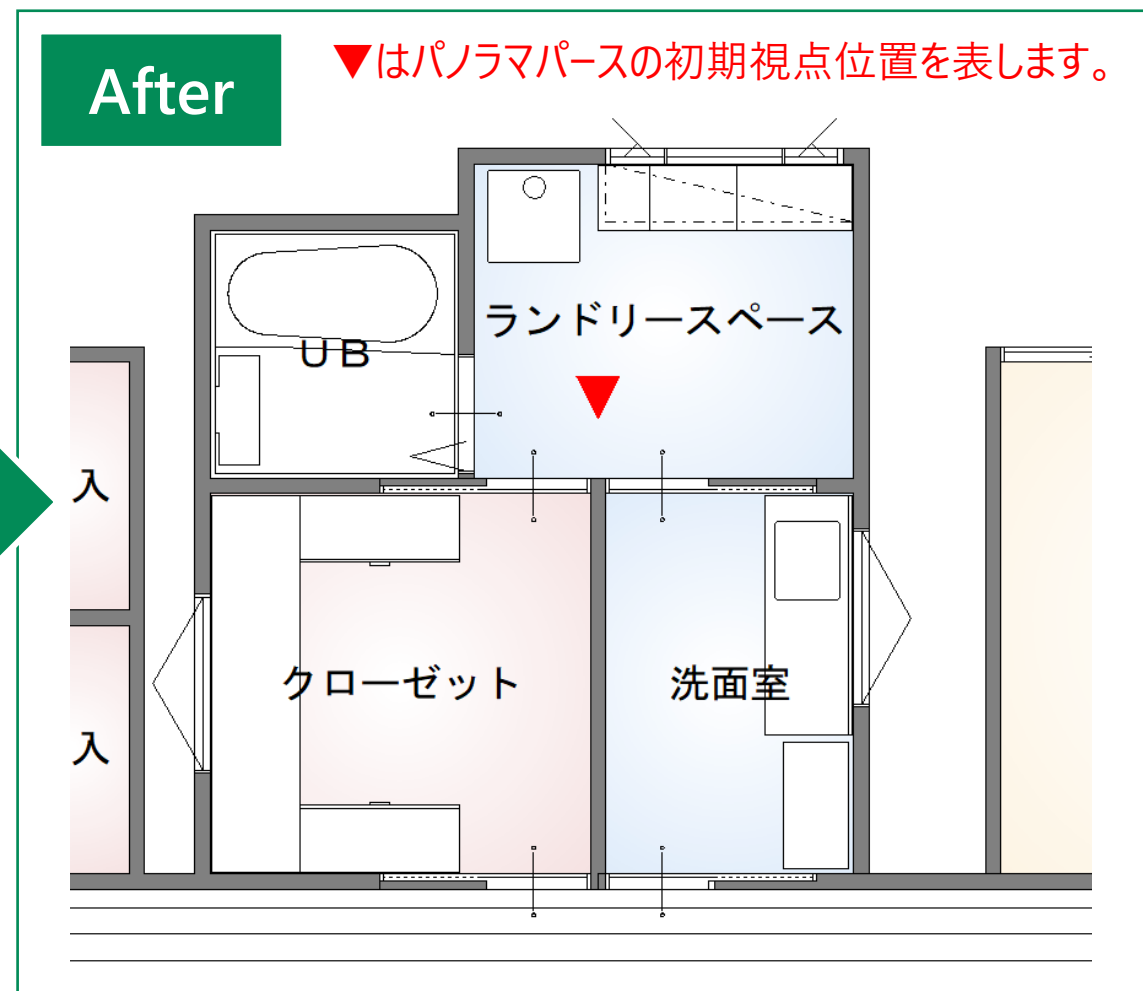 After
▼はパノラマパースの初期視点位置を表します。
ランドリースペース
UB
入
クローゼット
洗面室
入